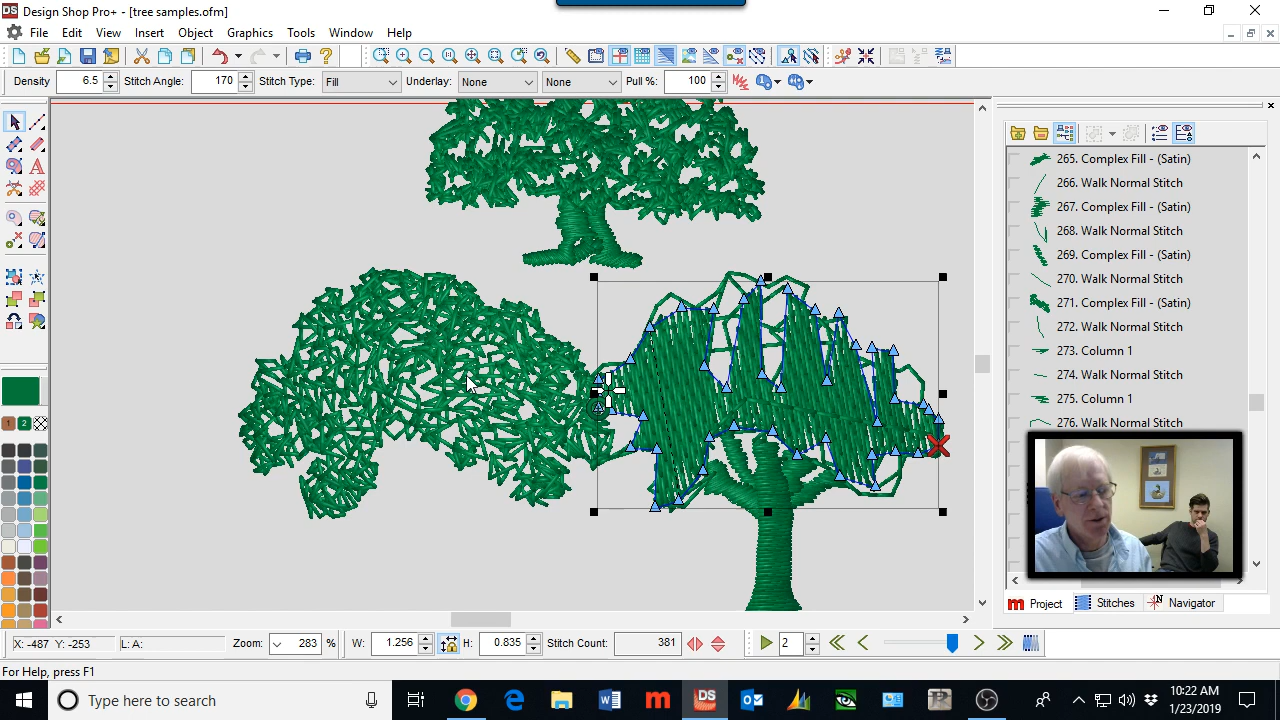 DS Design Shop Pro+ - [tree samples.ofm]
File Edit View Insert Object Graphics Tools Window Help
Density 6.5 Stitch Angle: 170 Stitch Type: Fill Underlay: None None Pull %: 100
265. Complex Fill - (Satin)
266. Walk Normal Stitch
267. Complex Fill - (Satin)
268. Walk Normal Stitch
269. Complex Fill - (Satin)
270. Walk Normal Stitch
271. Complex Fill - (Satin)
272. Walk Normal Stitch
273. Column 1
274. Walk Normal Stitch
275. Column 1
276. Walk Normal Stitch
1 2
m Project Stitches N Navigator
X: -487 Y: -253 L: A: Zoom: 283 % W: 1.256 H: 0.835 Stitch Count: 381 2
For Help, press F1
Type here to search
m DS
10:22 AM
1/23/2019